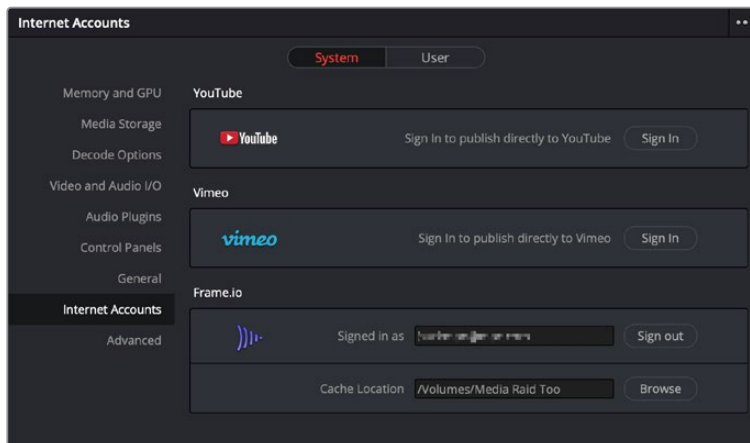 Internet Accounts
System User
Memory and GPU
Media Storage
Decode Options
Video and Audio I/O
Audio Plugins
Control Panels
General
Internet Accounts
Advanced
YouTube
YouTube Sign In to publish directly to YouTube Sign In
Vimeo
vimeo Sign In to publish directly to Vimeo Sign In
Frame.io
Signed in as Sign out
Cache Location /Volumes/Media Raid Too Browse